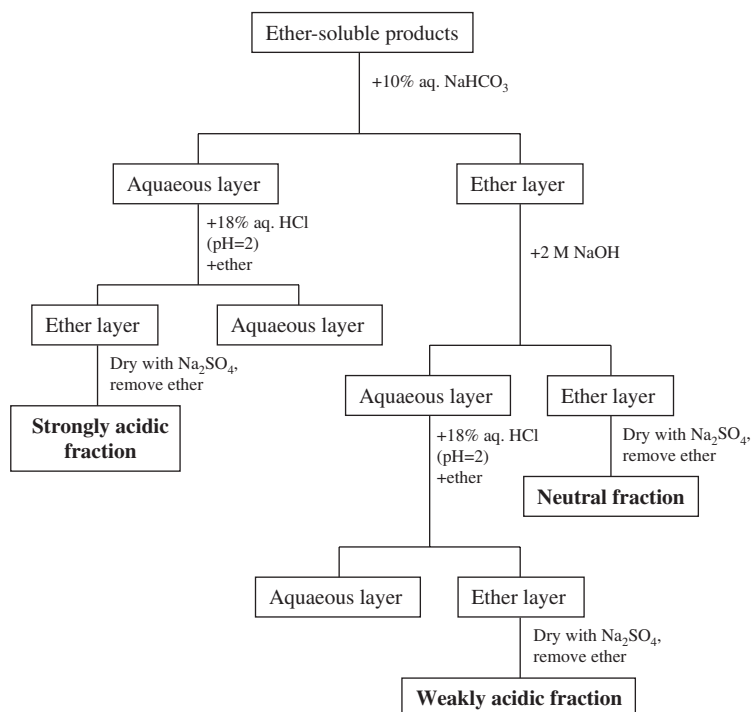 Ether-soluble products
+10% aq. NaHCO₃
Aquaeous layer
Ether layer
+18% aq. HCl
(pH=2)
+ether
+2 M NaOH
Ether layer
Aquaeous layer
Dry with Na₂SO₄,
remove ether
Strongly acidic
fraction
Aquaeous layer
Ether layer
+18% aq. HCl
(pH=2)
+ether
Dry with Na₂SO₄,
remove ether
Neutral fraction
Aquaeous layer
Ether layer
Dry with Na₂SO₄,
remove ether
Weakly acidic fraction